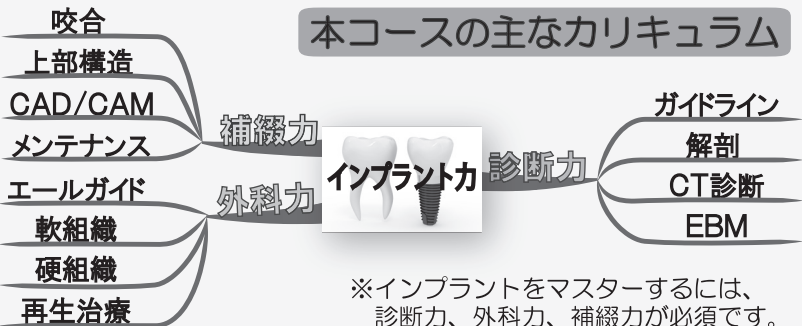 本コースの主なカリキュラム
咬合
上部構造
CAD/CAM
メンテナンス
補綴力
エールガイド
軟組織
硬組織
再生治療
外科力
インプラント力
診断力
ガイドライン
解剖
CT診断
EBM
※インプラントをマスターするには、
診断力、外科力、補綴力が必須です。